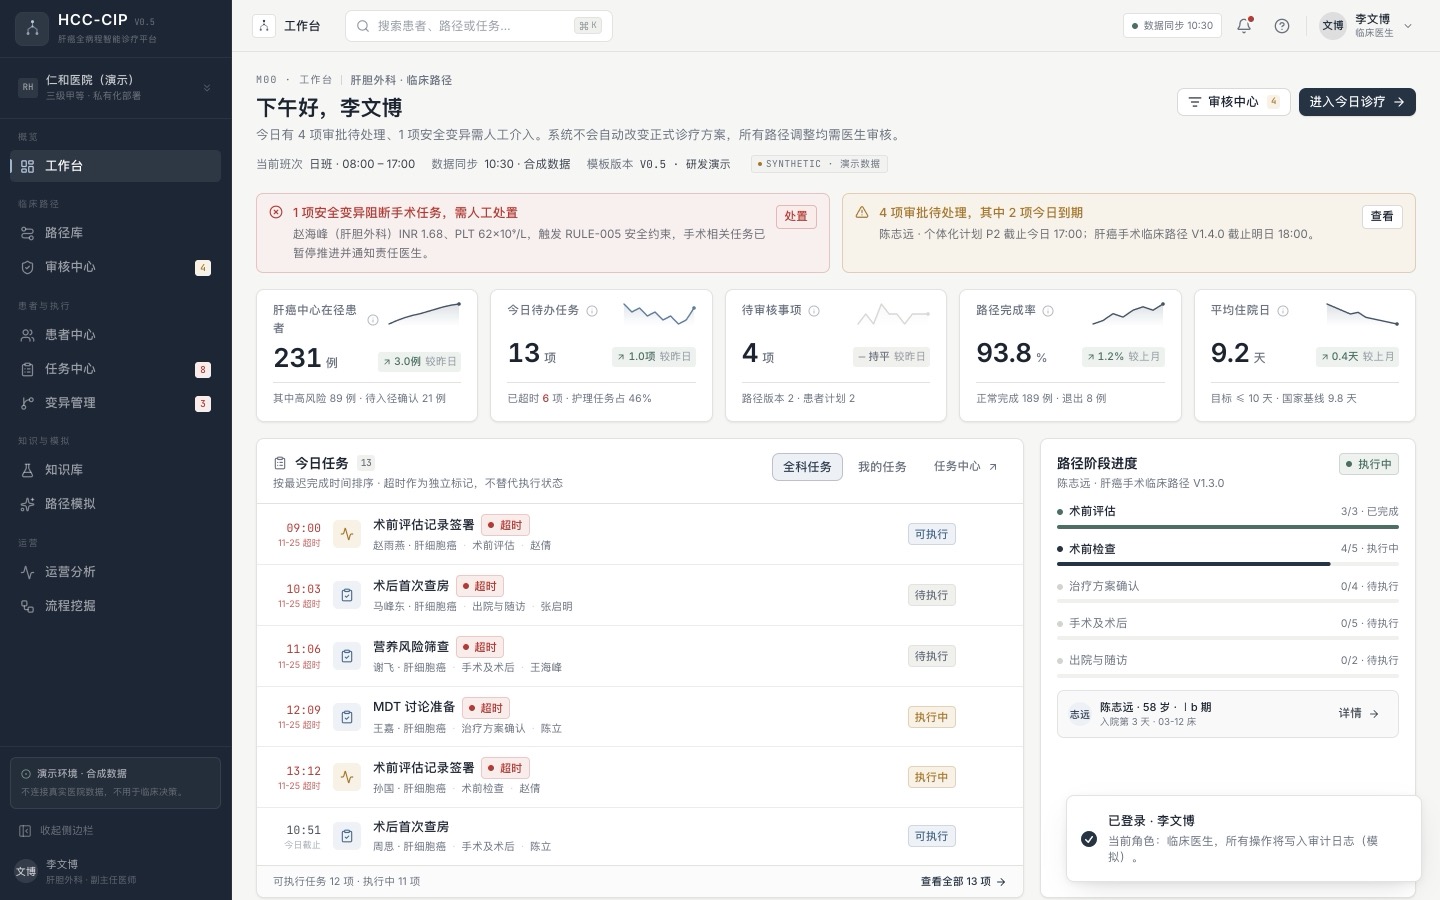 HCC-CIP V0.5
肝癌全病程智能诊疗平台
RH
仁和医院（演示）
三级甲等 · 私有化部署
概览
工作台
临床路径
路径库
审核中心 4
患者与执行
患者中心
任务中心 8
变异管理 3
知识与模拟
知识库
路径模拟
运营
运营分析
流程挖掘
演示环境 · 合成数据
不连接真实医院数据，不用于临床决策。
收起侧边栏
文博
李文博
肝胆外科 · 副主任医师
工作台
搜索患者、路径或任务...
⌘K
数据同步 10:30
文博
李文博
临床医生
M00 · 工作台 | 肝胆外科 · 临床路径
下午好，李文博
今日有 4 项审批待处理、1 项安全变异需人工介入。系统不会自动改变正式诊疗方案，所有路径调整均需医生审核。
审核中心 4
进入今日诊疗 →
当前班次 日班 · 08:00 – 17:00 数据同步 10:30 · 合成数据 模板版本 V0.5 · 研发演示 SYNTHETIC · 演示数据
1 项安全变异阻断手术任务，需人工处置
赵海峰（肝胆外科）INR 1.68、PLT 62×10⁹/L，触发 RULE-005 安全约束，手术相关任务已
暂停推进并通知责任医生。
处置
4 项审批待处理，其中 2 项今日到期
陈志远 · 个体化计划 P2 截止今日 17:00；肝癌手术临床路径 V1.4.0 截止明日 18:00。
查看
肝癌中心在径患
者
231 例
↗ 3.0例 较昨日
其中高风险 89 例 · 待入径确认 21 例
今日待办任务
13 项
↗ 1.0项 较昨日
已超时 6 项 · 护理任务占 46%
待审核事项
4 项
– 持平 较昨日
路径版本 2 · 患者计划 2
路径完成率
93.8 %
↗ 1.2% 较上月
正常完成 189 例 · 退出 8 例
平均住院日
9.2 天
↗ 0.4天 较上月
目标 ≤ 10 天 · 国家基线 9.8 天
今日任务 13
按最迟完成时间排序 · 超时作为独立标记，不替代执行状态
全科任务
我的任务
任务中心 ↗
09:00
11-25 超时
术前评估记录签署 超时
赵雨燕 · 肝细胞癌 · 术前评估 · 赵倩
可执行
10:03
11-25 超时
术后首次查房 超时
马峰东 · 肝细胞癌 · 出院与随访 · 张启明
待执行
11:06
11-25 超时
营养风险筛查 超时
谢飞 · 肝细胞癌 · 手术及术后 · 王海峰
待执行
12:09
11-25 超时
MDT 讨论准备 超时
王嘉 · 肝细胞癌 · 治疗方案确认 · 陈立
执行中
13:12
11-25 超时
术前评估记录签署 超时
孙国 · 肝细胞癌 · 术前检查 · 赵倩
执行中
10:51
今日截止
术后首次查房
周思 · 肝细胞癌 · 手术及术后 · 陈立
可执行
可执行任务 12 项 · 执行中 11 项
查看全部 13 项 →
路径阶段进度
执行中
陈志远 · 肝癌手术临床路径 V1.3.0
术前评估 3/3 · 已完成
术前检查 4/5 · 执行中
治疗方案确认 0/4 · 待执行
手术及术后 0/5 · 待执行
出院与随访 0/2 · 待执行
志远
陈志远 · 58 岁 · Ⅰb 期
入院第 3 天 · 03-12 床
详情 →
已登录 · 李文博
当前角色：临床医生，所有操作将写入审计日志（模
拟）。